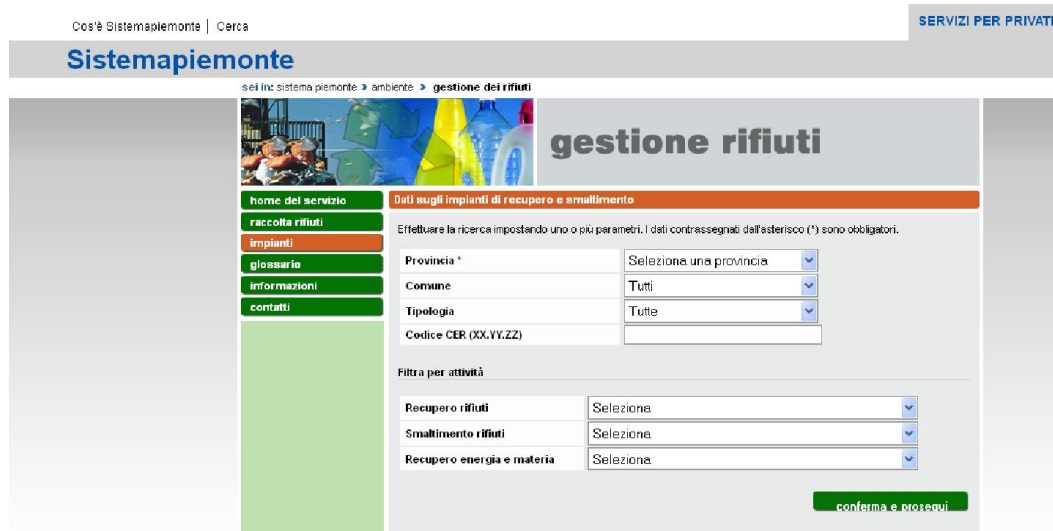 Cos'è Sistemapiemonte | Cerca
SERVIZI PER PRIVATI
Sistemapiemonte
sei in: sistema piemonte > ambiente > gestione dei rifiuti
gestione rifiuti
home del servizio
raccolta rifiuti
impianti
glossario
informazioni
contatti
Dati sugli impianti di recupero e smaltimento
Effettuare la ricerca impostando uno o più parametri. I dati contrassegnati dall'asterisco (*) sono obbligatori.
Provincia * Seleziona una provincia
Comune Tutti
Tipologia Tutte
Codice CER (XX.YY.ZZ)
Filtra per attività
Recupero rifiuti Seleziona
Smaltimento rifiuti Seleziona
Recupero energia e materia Seleziona
conferma e prosegui